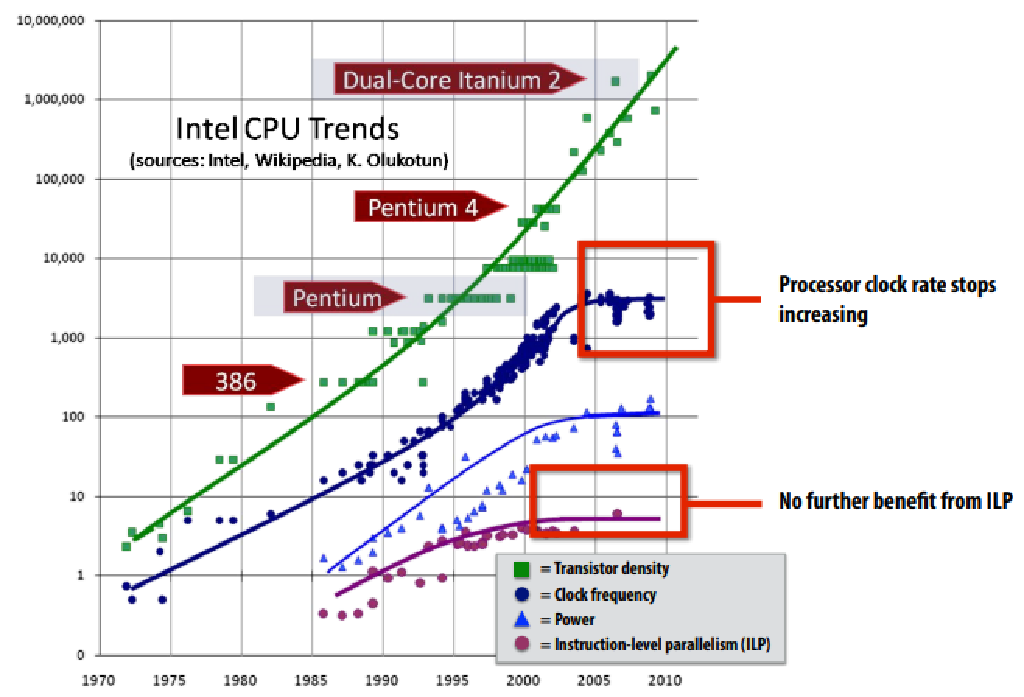 10,000,000
1,000,000
100,000
10,000
1,000
100
10
1
0
Intel CPU Trends
(sources: Intel, Wikipedia, K. Olukotun)
Dual-Core Itanium 2
Pentium 4
Pentium
386
Processor clock rate stops
increasing
No further benefit from ILP
= Transistor density
= Clock frequency
= Power
= Instruction-level parallelism (ILP)
1970 1975 1980 1985 1990 1995 2000 2005 2010